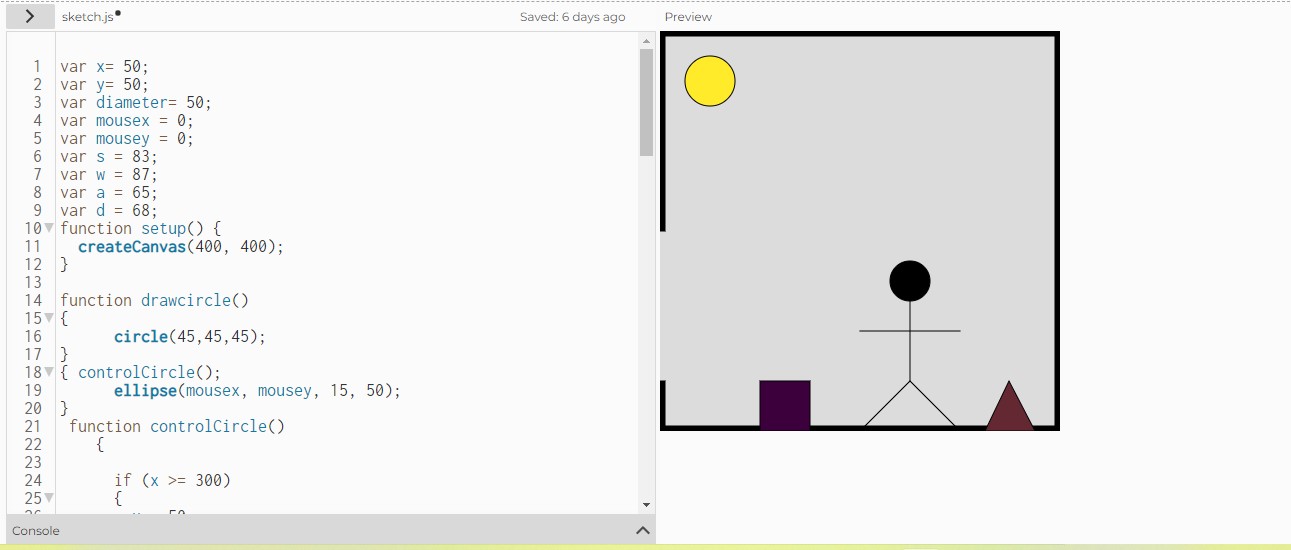 sketch.js
Saved: 6 days ago
Preview
1 var x= 50;
2 var y= 50;
3 var diameter= 50;
4 var mousex = 0;
5 var mousey = 0;
6 var s = 83;
7 var w = 87;
8 var a = 65;
9 var d = 68;
10 function setup() {
11 createCanvas(400, 400);
12 }
13
14 function drawcircle()
15 {
16 circle(45,45,45);
17 }
18 { controlCircle();
19 ellipse(mousex, mousey, 15, 50);
20 }
21 function controlCircle()
22 {
23
24 if (x >= 300)
25 {
Console